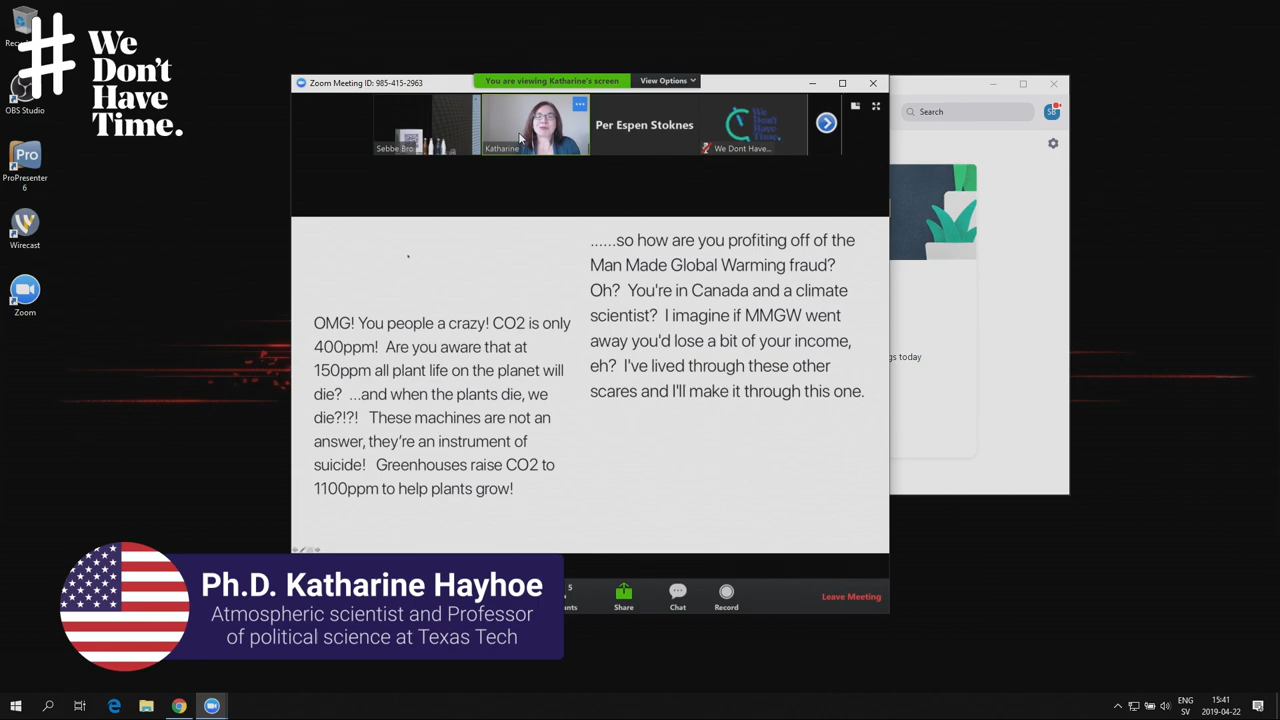 We
Don't
Have
Time.
OBS Studio
Pro
ProPresenter
6
Wirecast
Zoom
Zoom Meeting ID: 985-415-2963
You are viewing Katharine's screen
View Options
Sebbe Bro
Katharine
Per Espen Stoknes
We Dont Have...
Search
SB
OMG! You people a crazy! CO2 is only
400ppm! Are you aware that at
150ppm all plant life on the planet will
die? ...and when the plants die, we
die?!?! These machines are not an
answer, they're an instrument of
suicide! Greenhouses raise CO2 to
1100ppm to help plants grow!
......so how are you profiting off of the
Man Made Global Warming fraud?
Oh? You're in Canada and a climate
scientist? I imagine if MMGW went
away you'd lose a bit of your income,
eh? I've lived through these other
scares and I'll make it through this one.
gs today
5
nts
Share
Chat
Record
Leave Meeting
Ph.D. Katharine Hayhoe
Atmospheric scientist and Professor
of political science at Texas Tech
ENG
SV
15:41
2019-04-22